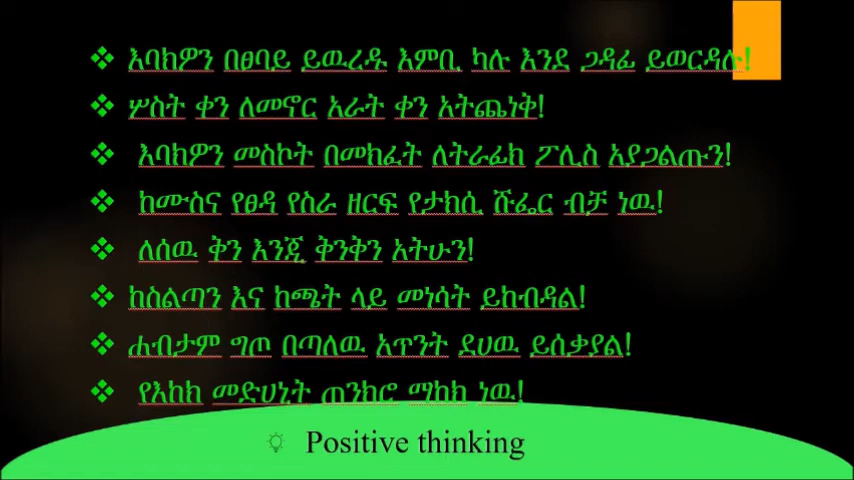 ❖ እባክዎን በፀባይ ይዉረዱ እምቢ ካሉ እንደ ጋዳፊ ይወርዳሉ!
❖ ሦስት ቀን ለመኖር አራት ቀን አትጨነቅ!
❖ እባክዎን መስኮት በመክፈት ለትራፊክ ፖሊስ አያጋልጡን!
❖ ከሙስና የፀዳ የስራ ዘርፍ የታክሲ ሹፌር ብቻ ነዉ!
❖ ለሰዉ ቅን እንጂ ቅንቅን አትሁን!
❖ ከስልጣን እና ከጫት ላይ መነሳት ይከብዳል!
❖ ሐብታም ግጦ በጣለዉ አጥንት ደሀዉ ይሰቃያል!
❖ የእከክ መድሀኒት ጠንክሮ ማከክ ነዉ!
Positive thinking